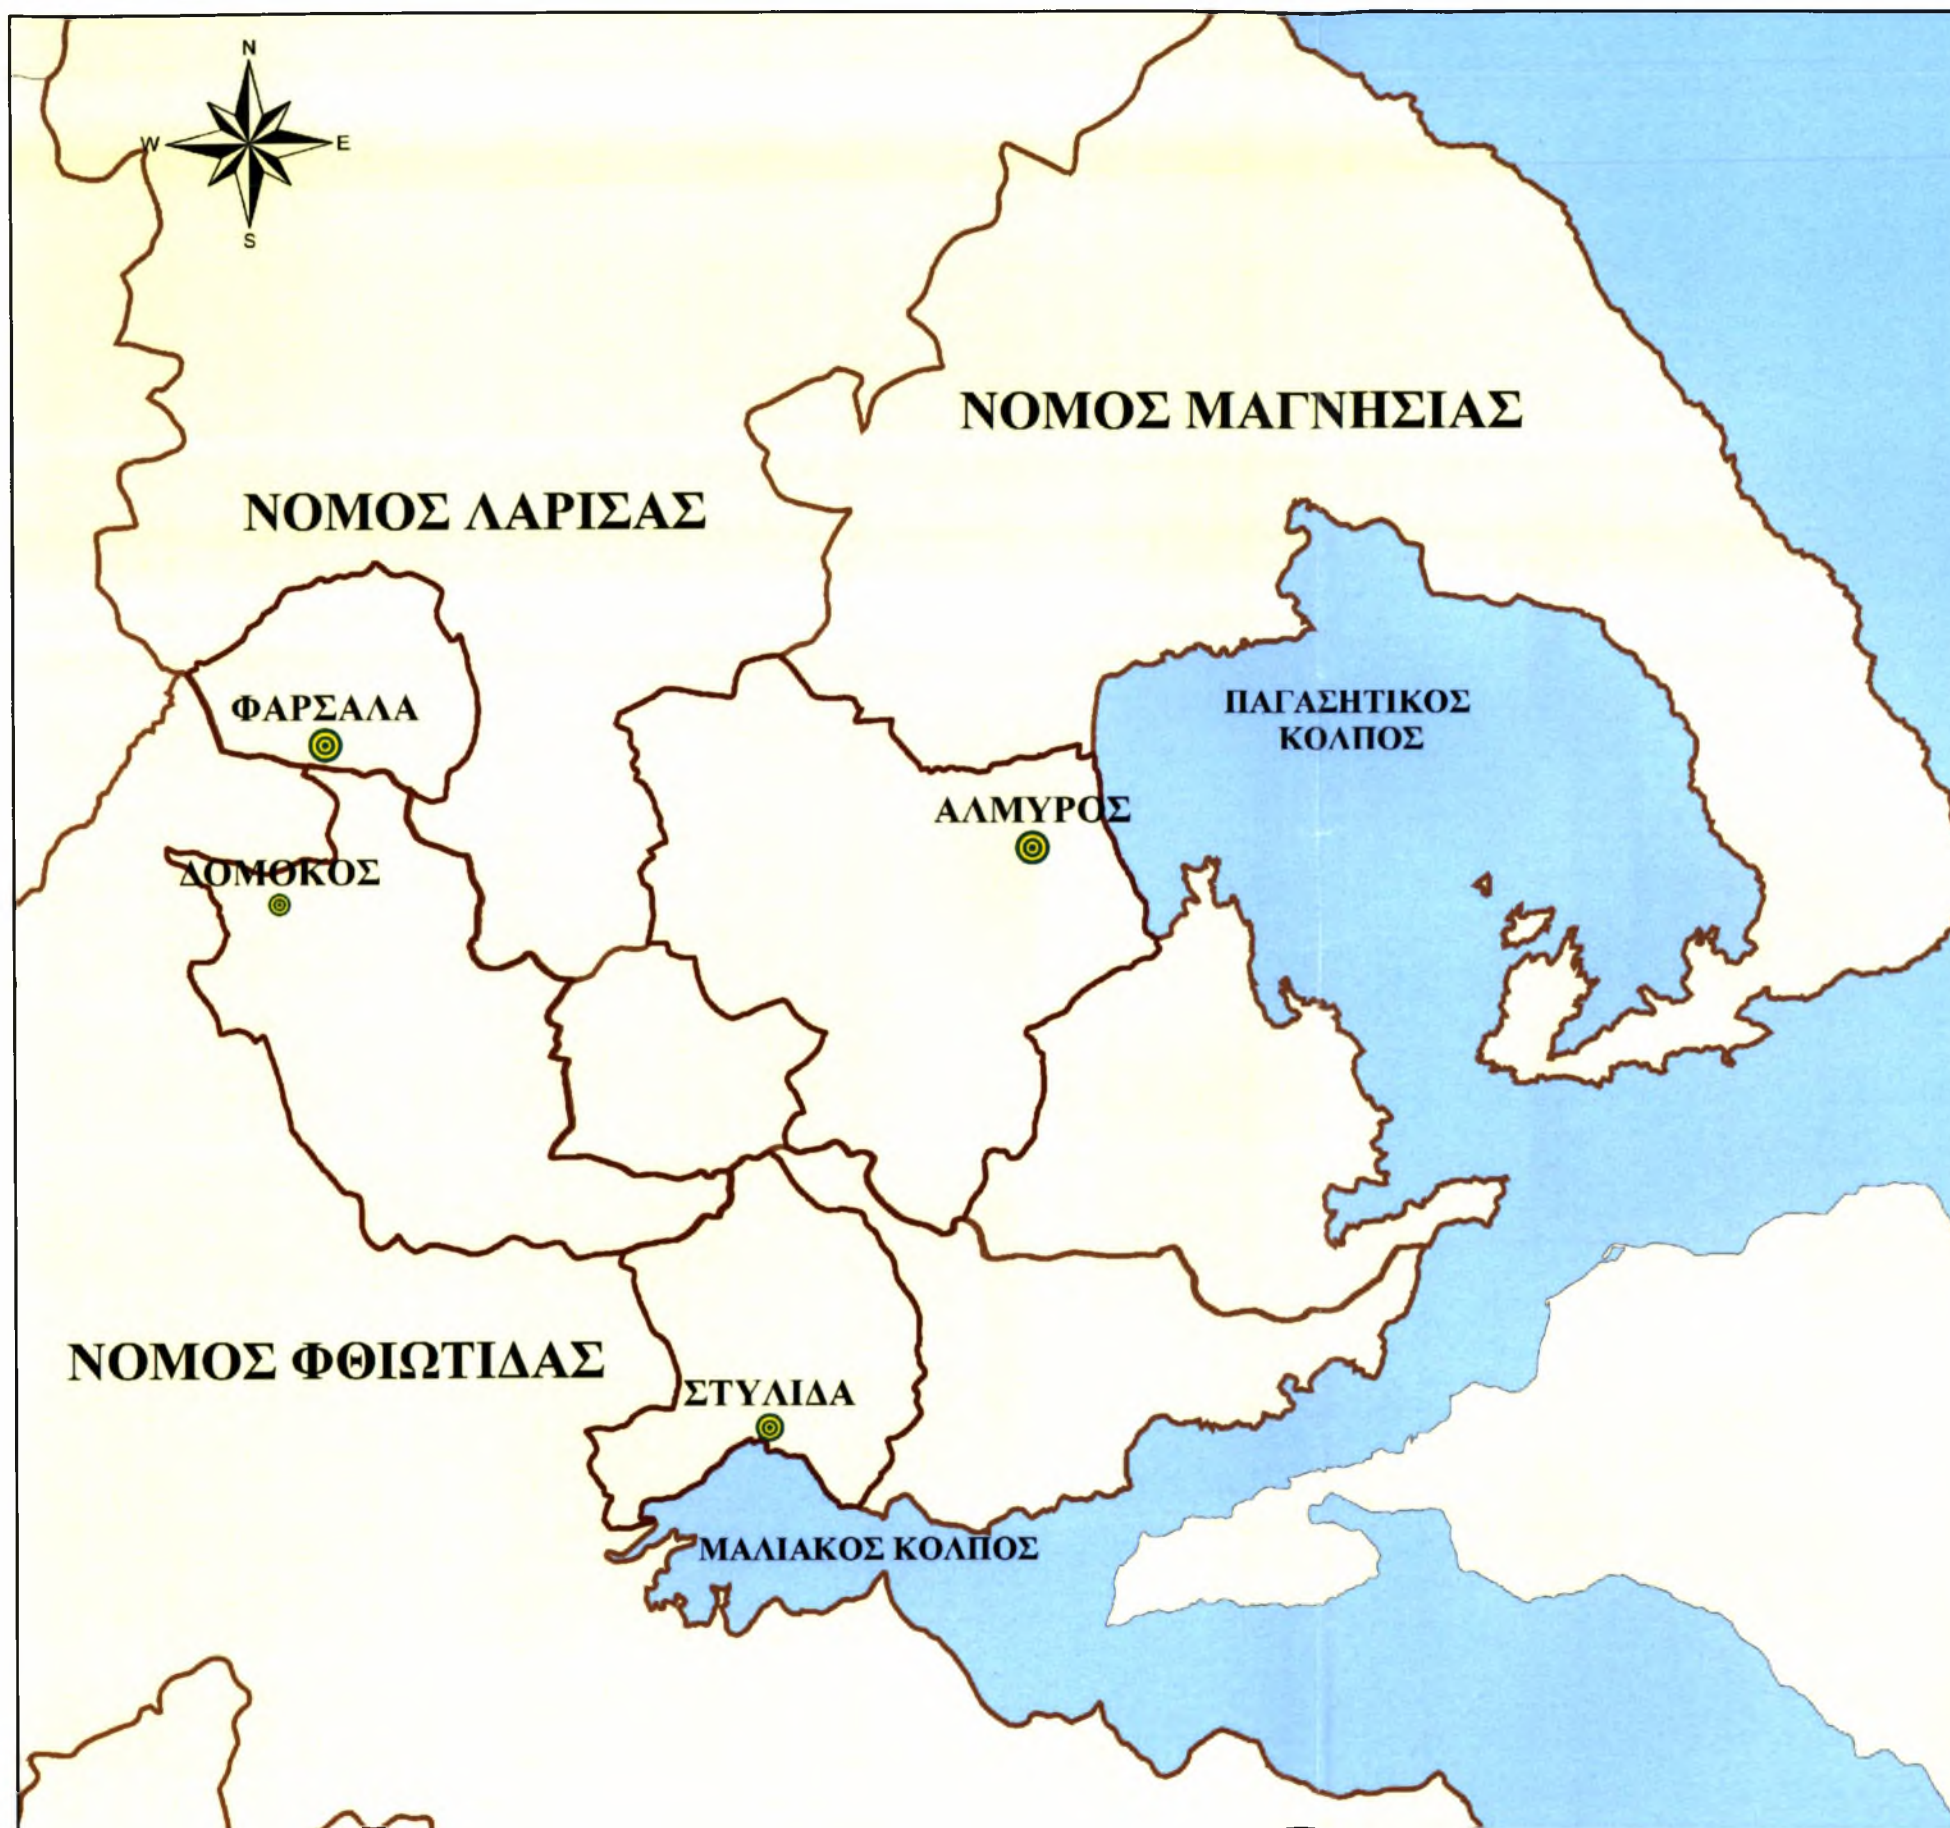 N
W E
S
ΝΟΜΟΣ ΜΑΓΝΗΣΙΑΣ
ΝΟΜΟΣ ΛΑΡΙΣΑΣ
ΦΑΡΣΑΛΑ
ΠΑΓΑΣΗΤΙΚΟΣ
ΚΟΛΠΟΣ
ΑΛΜΥΡΟΣ
ΔΟΜΟΚΟΣ
ΝΟΜΟΣ ΦΘΙΩΤΙΔΑΣ
ΣΤΥΛΙΔΑ
ΜΑΛΙΑΚΟΣ ΚΟΛΠΟΣ